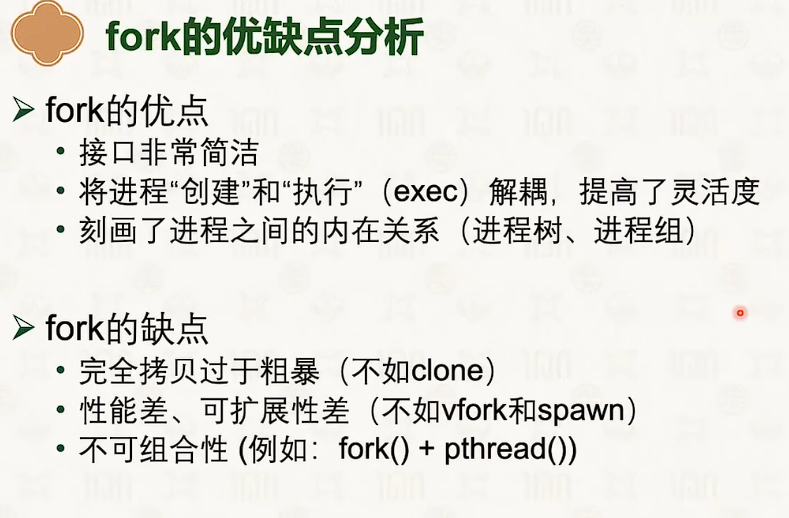 fork的优缺点分析
➢ fork的优点
• 接口非常简洁
• 将进程“创建”和“执行”（exec）解耦，提高了灵活度
• 刻画了进程之间的内在关系（进程树、进程组）
➢ fork的缺点
• 完全拷贝过于粗暴（不如clone）
• 性能差、可扩展性差（不如vfork和spawn）
• 不可组合性 (例如：fork() + pthread())